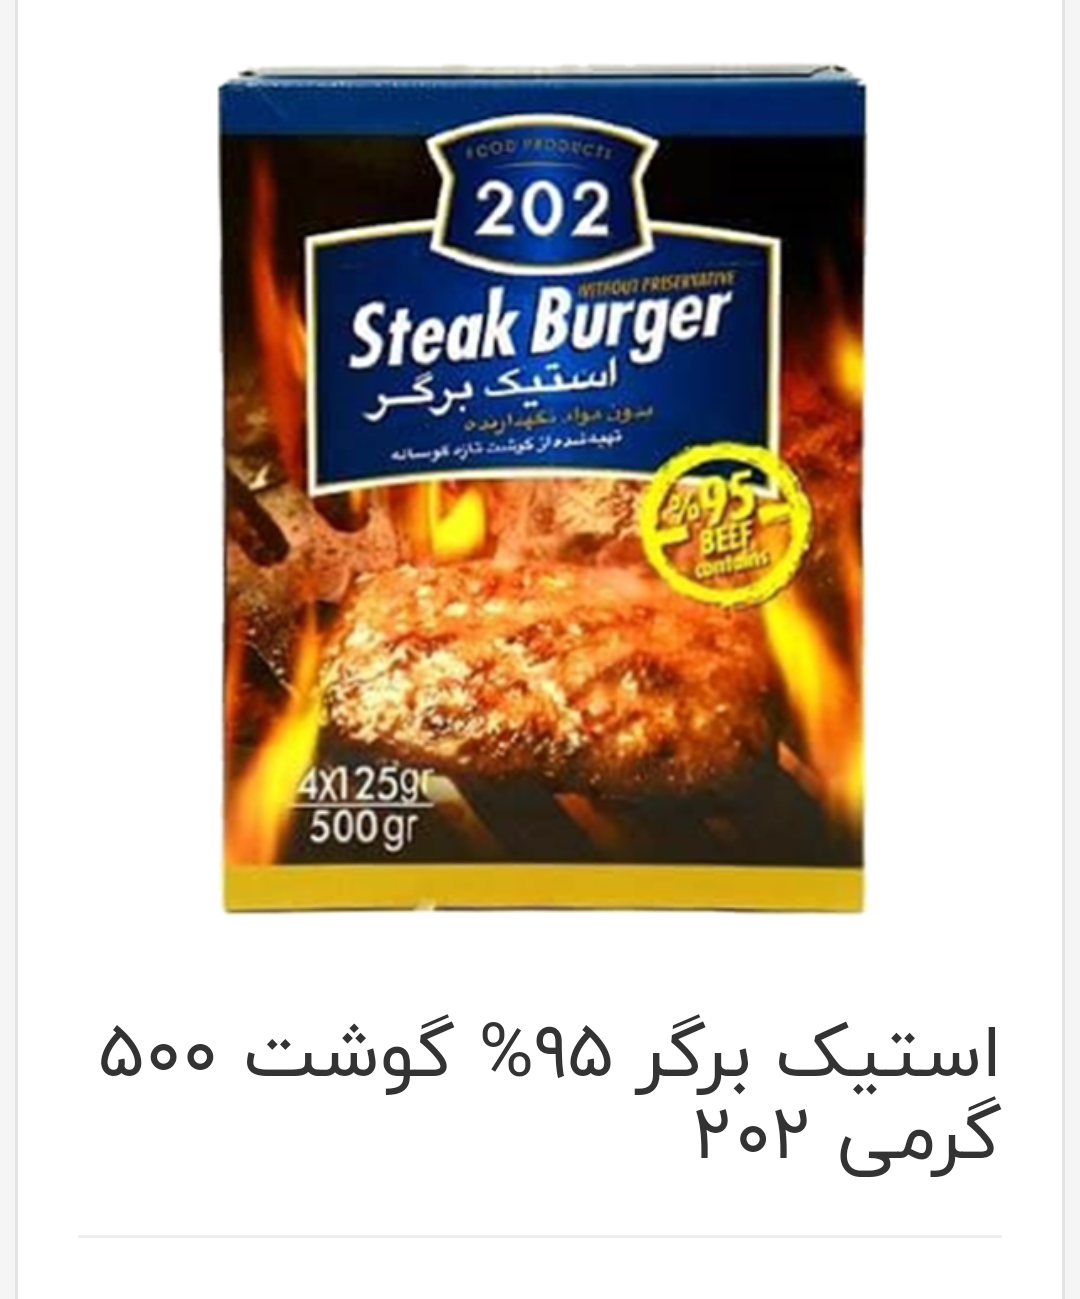 FOOD PRODUCTS
202
WITHOUT PRESERVATIVE
Steak Burger
استیک برگر
بدون مواد نگهدارنده
تهیه‌شده از گوشت تازه گوساله
%95
BEEF
contains
4X125gr
500gr
استیک برگر ۹۵% گوشت ۵۰۰
گرمی ۲۰۲